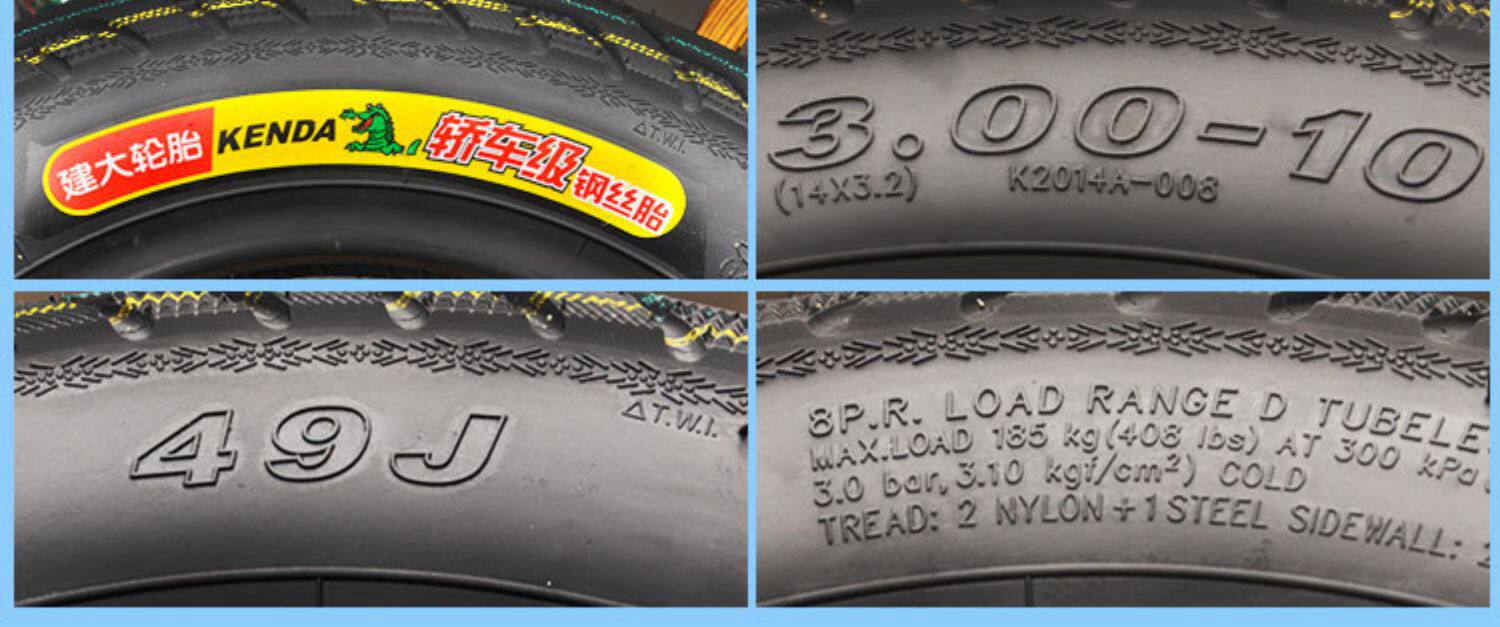 建大轮胎 KENDA 轿车级钢丝胎
△T.W.I.
3.00-10
(14X3.2) K2014A-008
49J
△T.W.I.
8P.R. LOAD RANGE D TUBELE
MAX.LOAD 185 kg(408 lbs) AT 300 kPa
3.0 bar, 3.10 kgf/cm²) COLD
TREAD: 2 NYLON+1STEEL SIDEWALL: